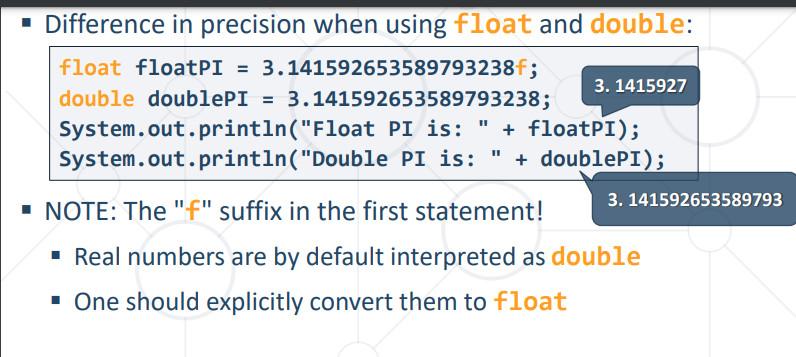 ▪ Difference in precision when using float and double:
float floatPI = 3.141592653589793238f;
double doublePI = 3.141592653589793238;
3. 1415927
System.out.println("Float PI is: " + floatPI);
System.out.println("Double PI is: " + doublePI);
3. 141592653589793
▪ NOTE: The "f" suffix in the first statement!
▪ Real numbers are by default interpreted as double
▪ One should explicitly convert them to float